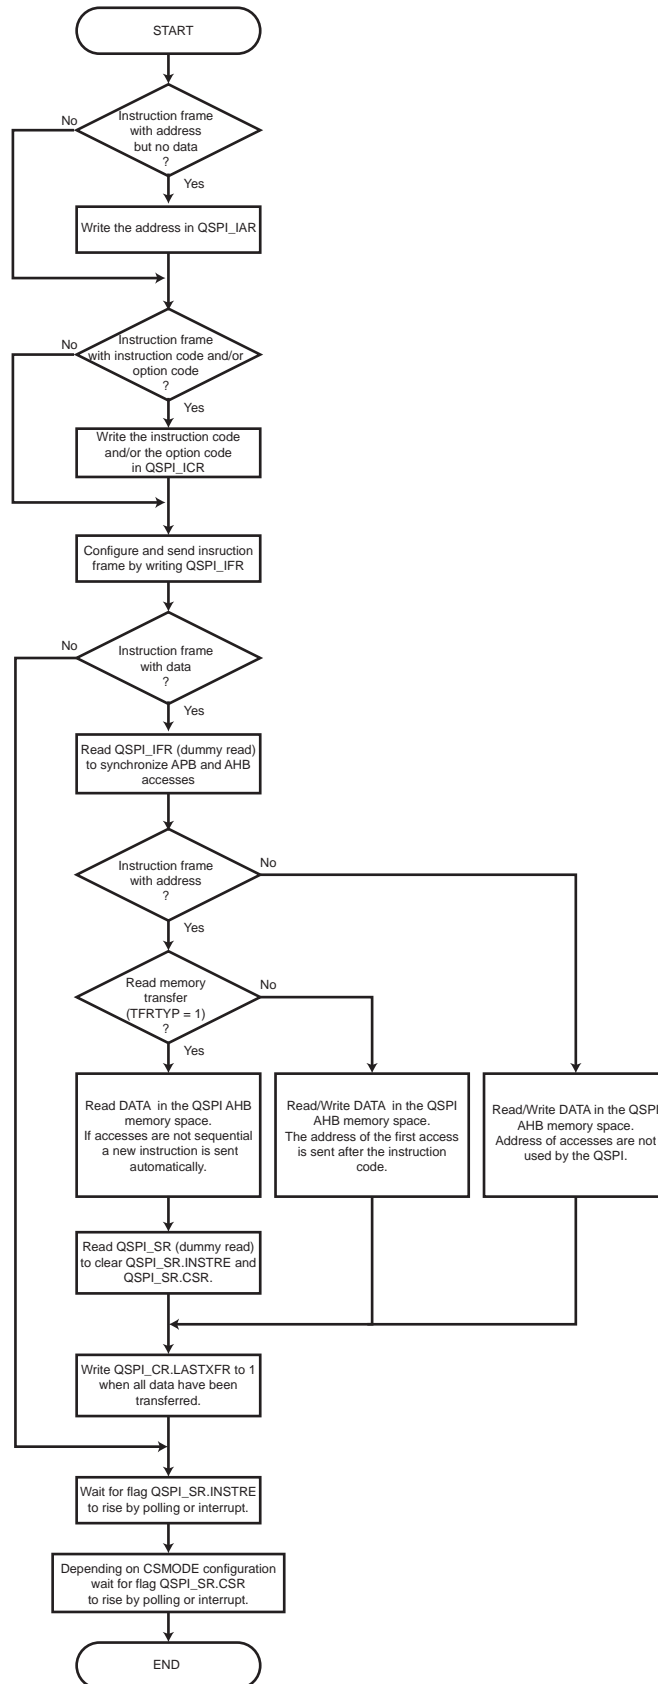 START
Instruction frame
with address
but no data
?
No
Yes
Write the address in QSPI_IAR
Instruction frame
with instruction code and/or
option code
?
No
Yes
Write the instruction code
and/or the option code
in QSPI_ICR
Configure and send insruction
frame by writing QSPI_IFR
Instruction frame
with data
?
No
Yes
Read QSPI_IFR (dummy read)
to synchronize APB and AHB
accesses
Instruction frame
with address
?
No
Yes
Read memory
transfer
(TFRTYP = 1)
?
No
Yes
Read DATA in the QSPI AHB
memory space.
If accesses are not sequential
a new instruction is sent
automatically.
Read/Write DATA in the QSPI
AHB memory space.
The address of the first access
is sent after the instruction
code.
Read/Write DATA in the QSPI
AHB memory space.
Address of accesses are not
used by the QSPI.
Read QSPI_SR (dummy read)
to clear QSPI_SR.INSTRE and
QSPI_SR.CSR.
Write QSPI_CR.LASTXFR to 1
when all data have been
transferred.
Wait for flag QSPI_SR.INSTRE
to rise by polling or interrupt.
Depending on CSMODE configuration
wait for flag QSPI_SR.CSR
to rise by polling or interrupt.
END